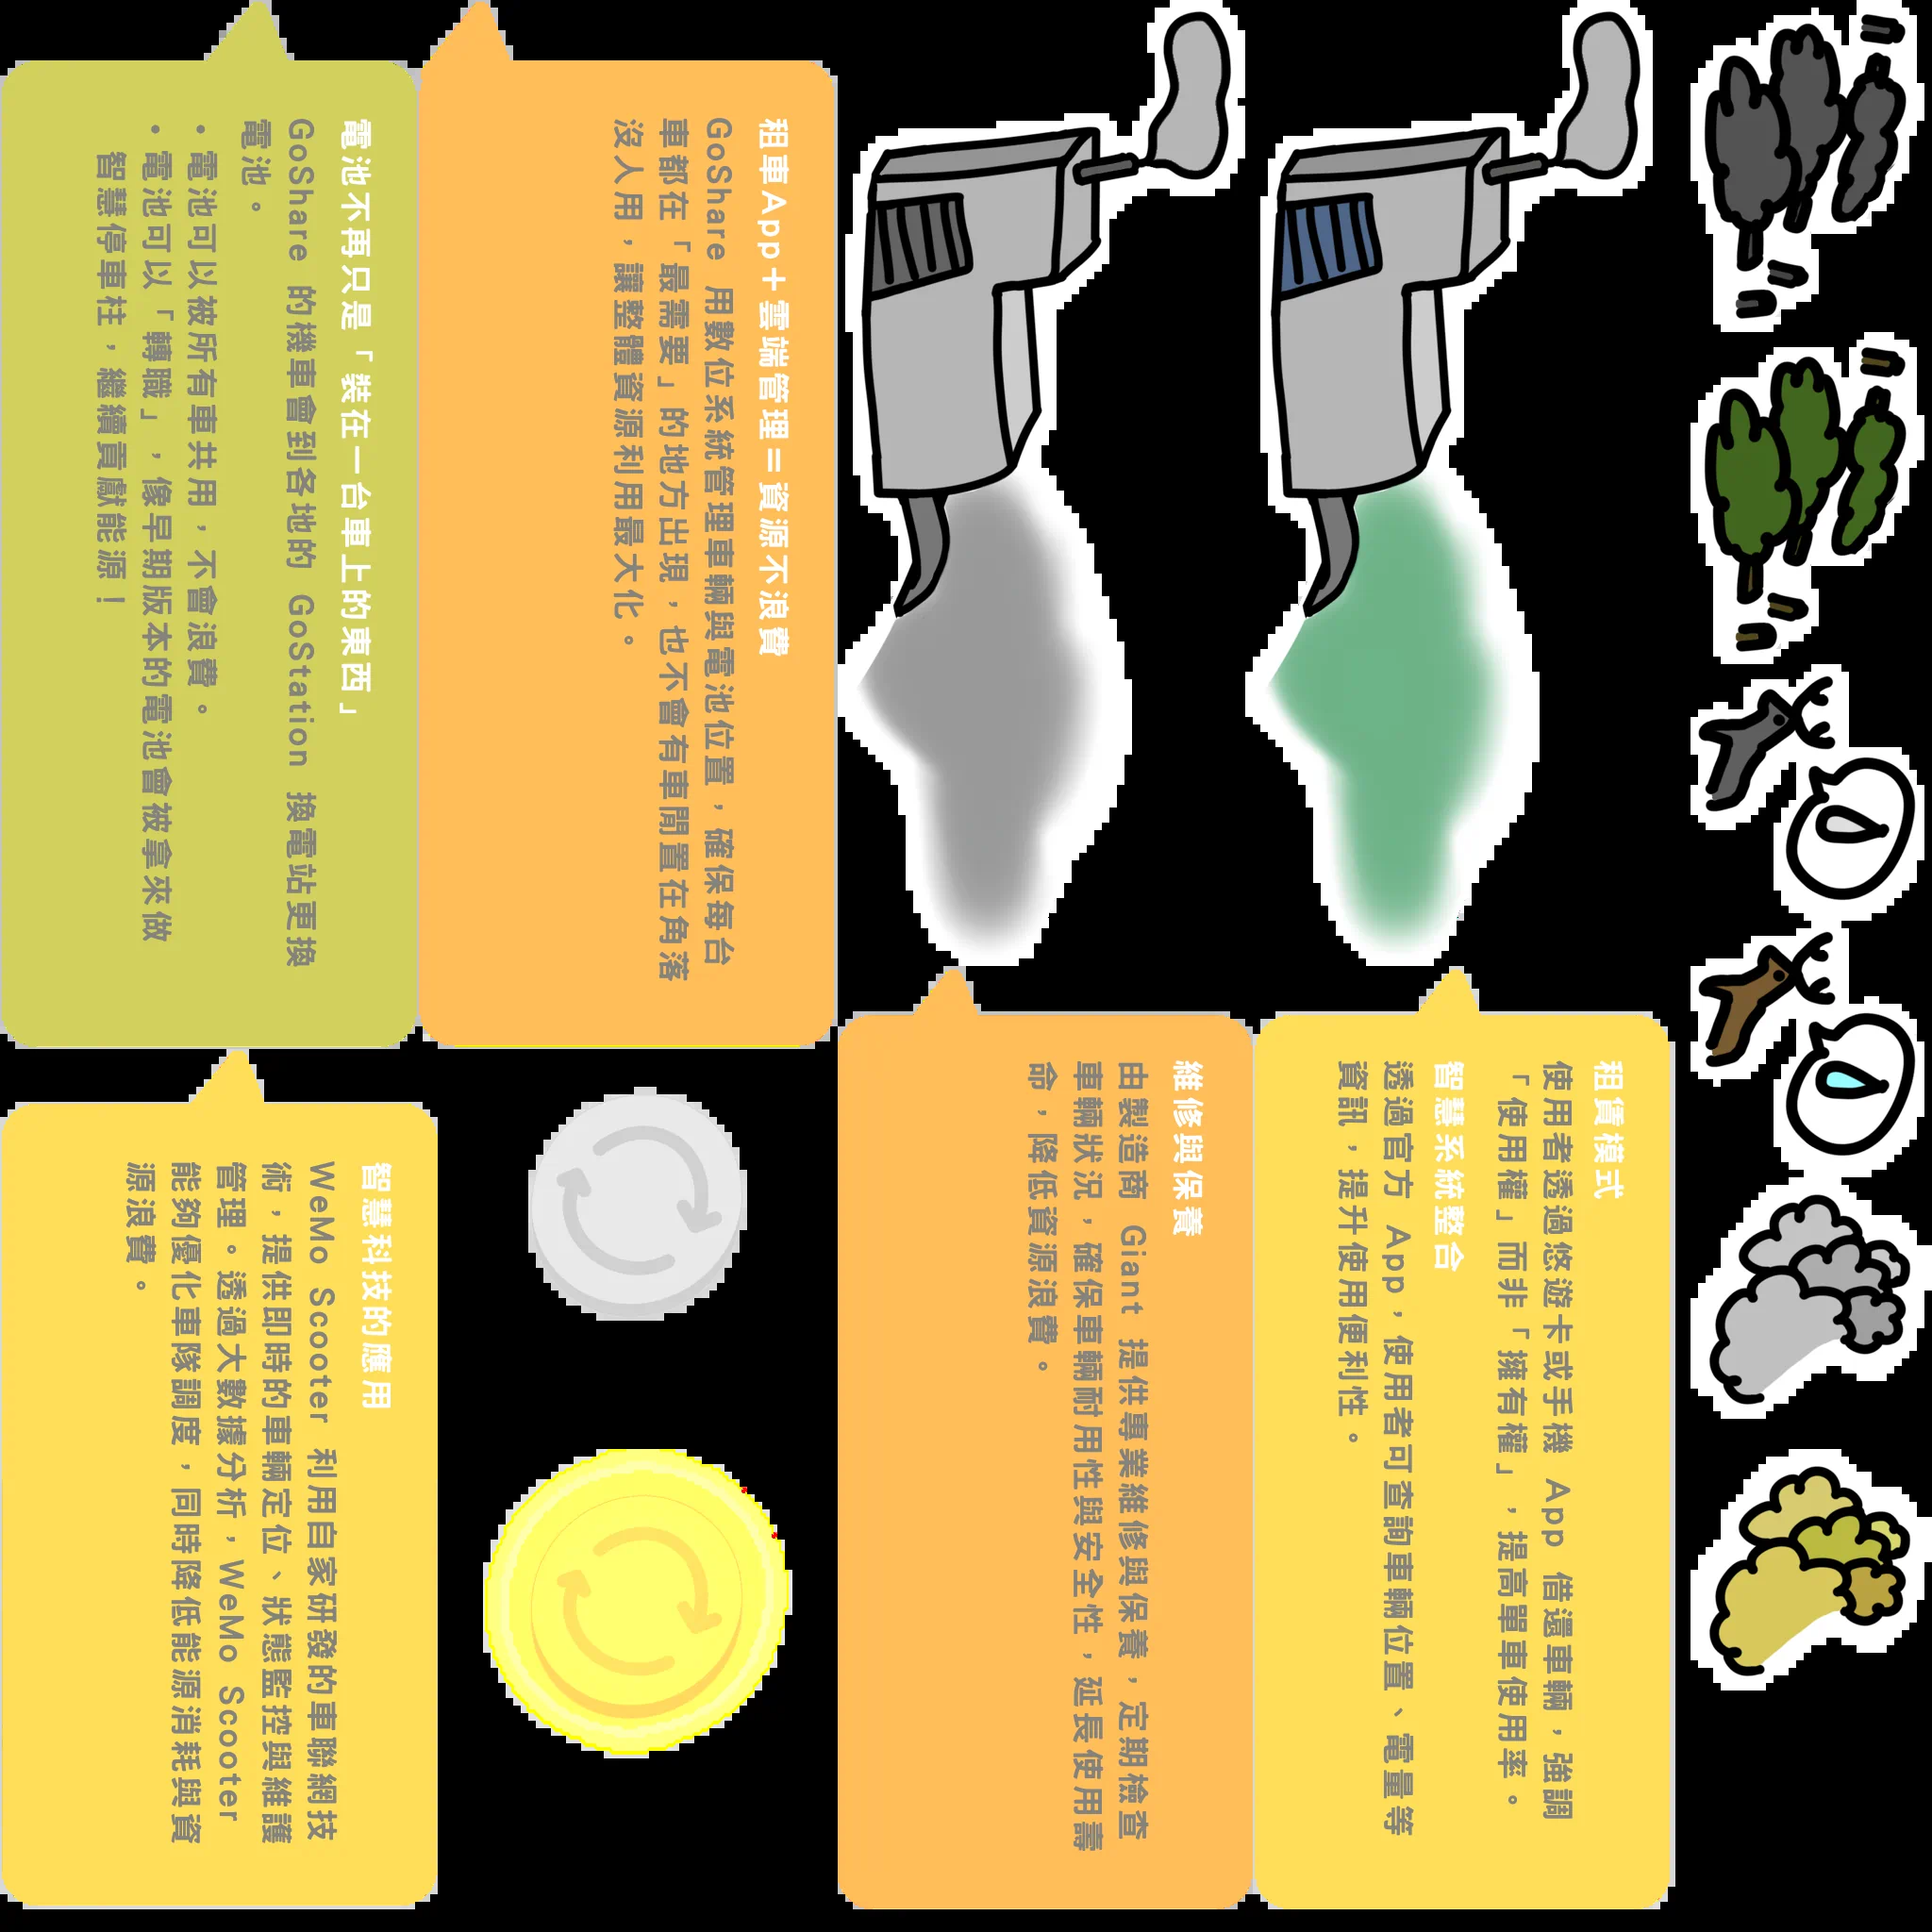 電池不再只是「裝在一台車上的東西」
GoShare 的機車會到各地的 GoStation 換電站更換
電池。
• 電池可以被所有車共用，不會浪費。
• 電池可以「轉職」，像早期版本的電池會被拿來做
智慧停車柱，繼續貢獻能源！
租車App＋雲端管理＝資源不浪費
GoShare 用數位系統管理車輛與電池位置，確保每台
車都在「最需要」的地方出現，也不會有車閒置在角落
沒人用，讓整體資源利用最大化。
智慧科技的應用
WeMo Scooter 利用自家研發的車聯網技
術，提供即時的車輛定位、狀態監控與維護
管理。透過大數據分析，WeMo Scooter
能夠優化車隊調度，同時降低能源消耗與資
源浪費。
維修與保養
由製造商 Giant 提供專業維修與保養，定期檢查
車輛狀況，確保車輛耐用性與安全性，延長使用壽
命，降低資源浪費。
租賃模式
使用者透過悠遊卡或手機 App 借還車輛，強調
「使用權」而非「擁有權」，提高單車使用率。
智慧系統整合
透過官方 App，使用者可查詢車輛位置、電量等
資訊，提升使用便利性。